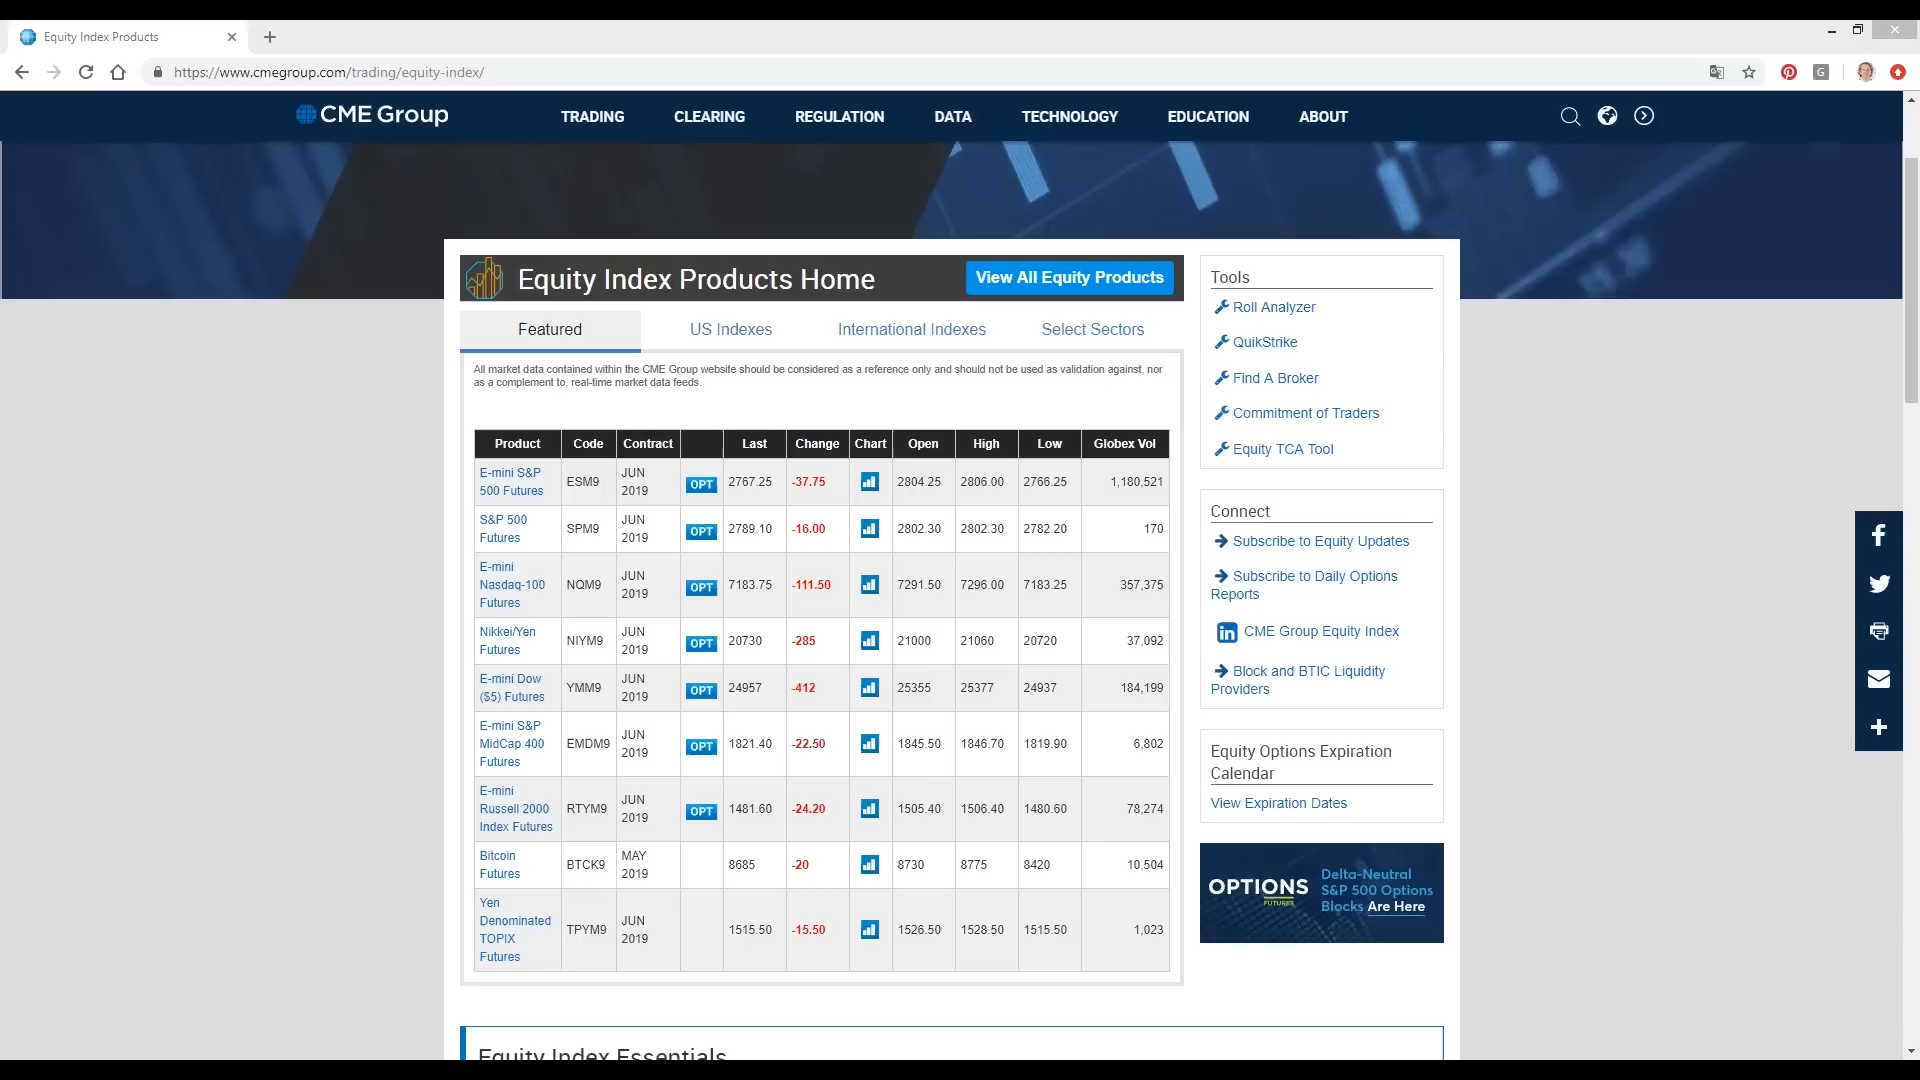 Equity Index Products
https://www.cmegroup.com/trading/equity-index/
G
CME Group
TRADING CLEARING REGULATION DATA TECHNOLOGY EDUCATION ABOUT
Equity Index Products Home
View All Equity Products
Featured US Indexes International Indexes Select Sectors
All market data contained within the CME Group website should be considered as a reference only and should not be used as validation against, nor
as a complement to, real-time market data feeds.
Product Code Contract Last Change Chart Open High Low Globex Vol
E-mini S&P
500 Futures
ESM9
JUN
2019
OPT
2767.25 -37.75 2804.25 2806.00 2766.25 1,180,521
S&P 500
Futures
SPM9
JUN
2019
OPT
2789.10 -16.00 2802.30 2802.30 2782.20 170
E-mini
Nasdaq-100
Futures
NQM9
JUN
2019
OPT
7183.75 -111.50 7291.50 7296.00 7183.25 357,375
Nikkei/Yen
Futures
NIYM9
JUN
2019
OPT
20730 -285 21000 21060 20720 37,092
E-mini Dow
($5) Futures
YMM9
JUN
2019
OPT
24957 -412 25355 25377 24937 184,199
E-mini S&P
MidCap 400
Futures
EMDM9
JUN
2019
OPT
1821.40 -22.50 1845.50 1846.70 1819.90 6,802
E-mini
Russell 2000
Index Futures
RTYM9
JUN
2019
OPT
1481.60 -24.20 1505.40 1506.40 1480.60 78,274
Bitcoin
Futures
BTCK9
MAY
2019
8685 -20 8730 8775 8420 10,504
Yen
Denominated
TOPIX
Futures
TPYM9
JUN
2019
1515.50 -15.50 1526.50 1528.50 1515.50 1,023
Equity Index Essentials
Tools
Roll Analyzer
QuikStrike
Find A Broker
Commitment of Traders
Equity TCA Tool
Connect
Subscribe to Equity Updates
Subscribe to Daily Options
Reports
in CME Group Equity Index
Block and BTIC Liquidity
Providers
Equity Options Expiration
Calendar
View Expiration Dates
OPTIONS
FUTURES
Delta-Neutral
S&P 500 Options
Blocks Are Here